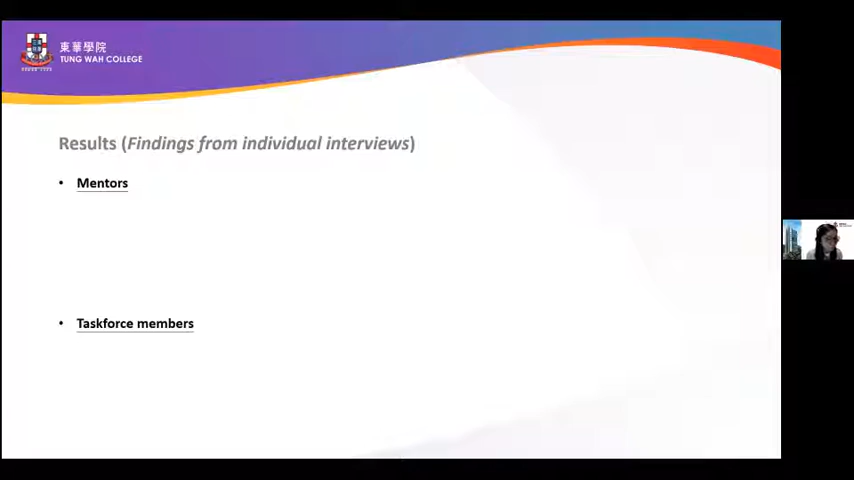 東華學院
TUNG WAH COLLEGE
Results (Findings from individual interviews)
• Mentors
• Taskforce members